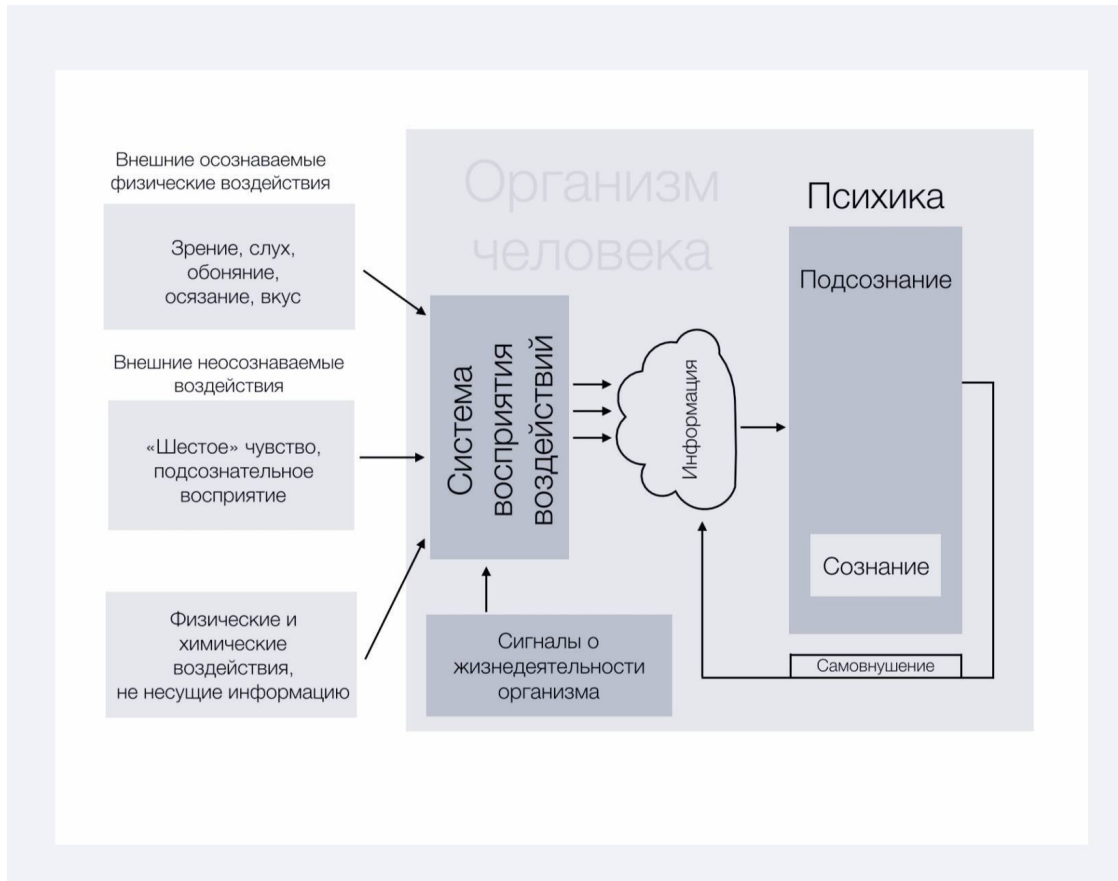 Внешние осознаваемые
физические воздействия
Зрение, слух,
обоняние,
осязание, вкус
Внешние неосознаваемые
воздействия
«Шестое» чувство,
подсознательное
восприятие
Физические и
химические
воздействия,
не несущие информацию
Организм
человека
Система
восприятия
воздействий
Сигналы о
жизнедеятельности
организма
Информация
Психика
Подсознание
Сознание
Самовнушение